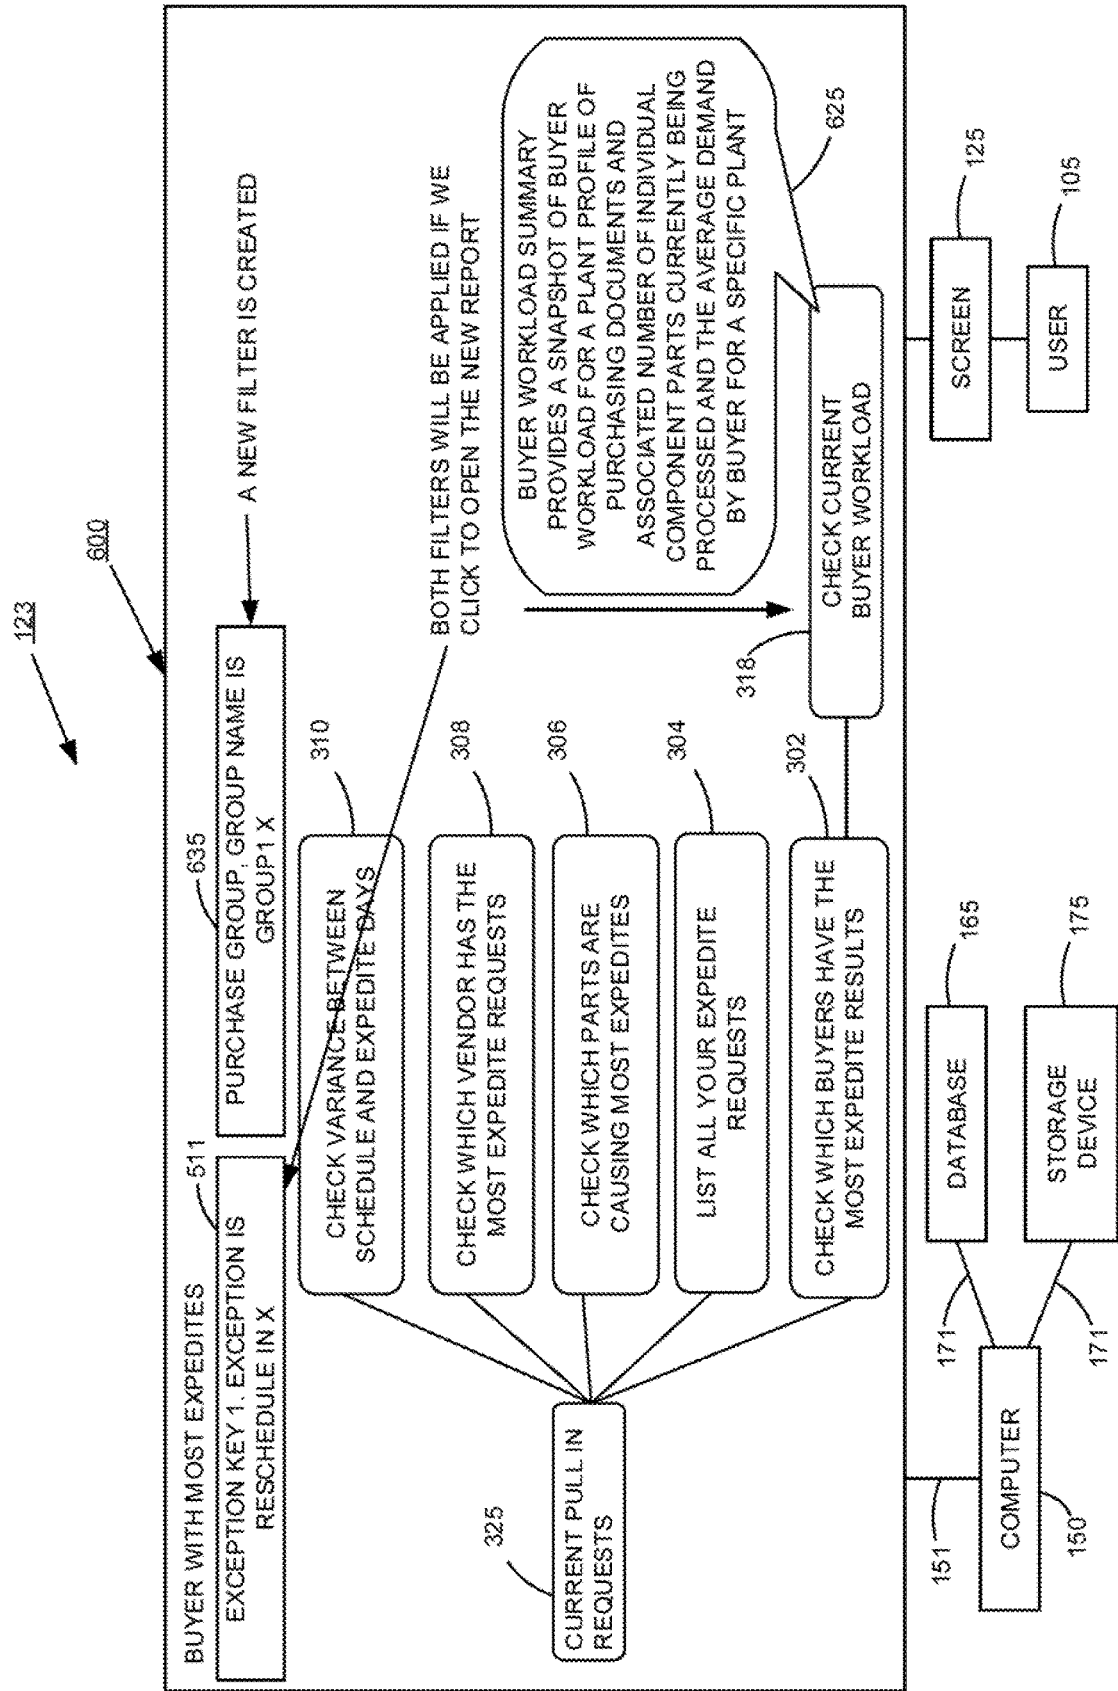 123
600
BUYER WITH MOST EXPEDITES
511
EXCEPTION KEY 1. EXCEPTION IS
RESCHEDULE IN X
635
PURCHASE GROUP, GROUP NAME IS
GROUP1 X
A NEW FILTER IS CREATED
BOTH FILTERS WILL BE APPLIED IF WE
CLICK TO OPEN THE NEW REPORT
325
CURRENT PULL IN
REQUESTS
CHECK VARIANCE BETWEEN
SCHEDULE AND EXPEDITE DAYS
310
CHECK WHICH VENDOR HAS THE
MOST EXPEDITE REQUESTS
308
CHECK WHICH PARTS ARE
CAUSING MOST EXPEDITES
306
LIST ALL YOUR EXPEDITE
REQUESTS
304
CHECK WHICH BUYERS HAVE THE
MOST EXPEDITE RESULTS
302
318
CHECK CURRENT
BUYER WORKLOAD
BUYER WORKLOAD SUMMARY
PROVIDES A SNAPSHOT OF BUYER
WORKLOAD FOR A PLANT PROFILE OF
PURCHASING DOCUMENTS AND
ASSOCIATED NUMBER OF INDIVIDUAL
COMPONENT PARTS CURRENTLY BEING
PROCESSED AND THE AVERAGE DEMAND
BY BUYER FOR A SPECIFIC PLANT
625
151
COMPUTER
150
171
171
DATABASE
165
STORAGE
DEVICE
175
SCREEN
125
USER
105